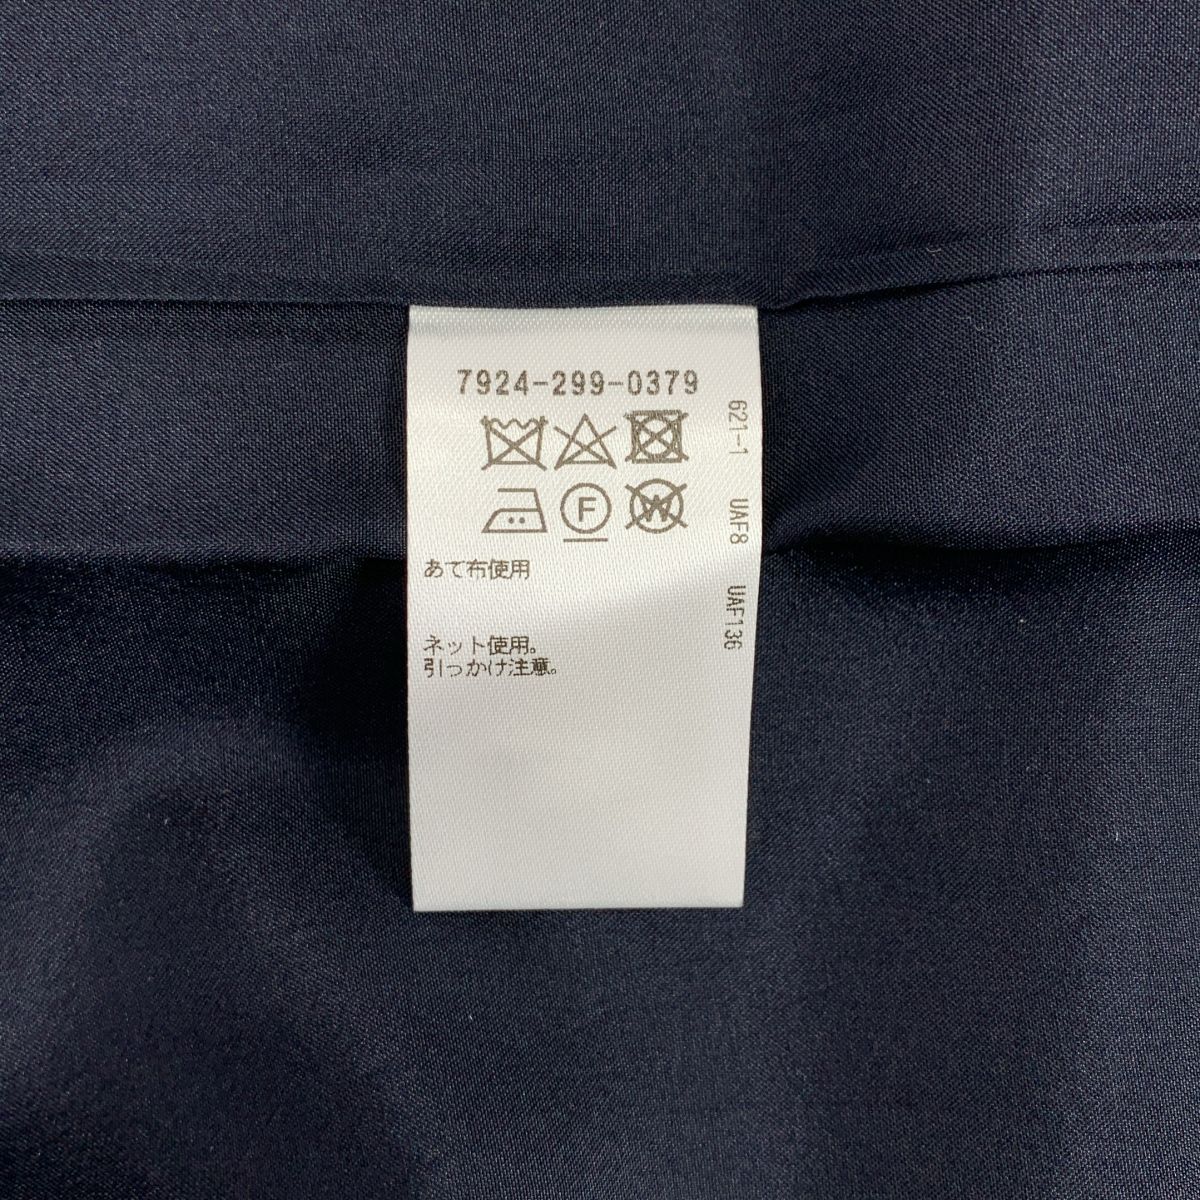 7924-299-0379
F
W
あて布使用
ネット使用。
引っかけ注意。
621-1 UAF8 UAF136